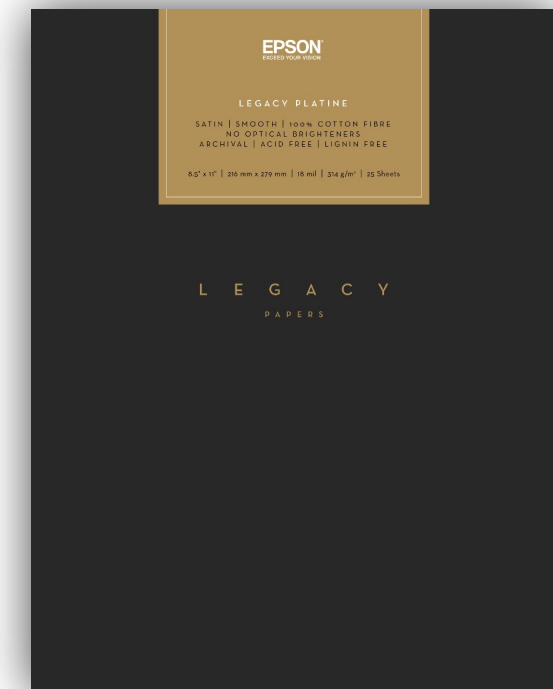 EPSON
EXCEED YOUR VISION
LEGACY PLATINE
SATIN | SMOOTH | 100% COTTON FIBRE
NO OPTICAL BRIGHTENERS
ARCHIVAL | ACID FREE | LIGNIN FREE
8.5" x 11" | 216 mm x 279 mm | 18 mil | 314 g/m² | 25 Sheets
LEGACY
PAPERS